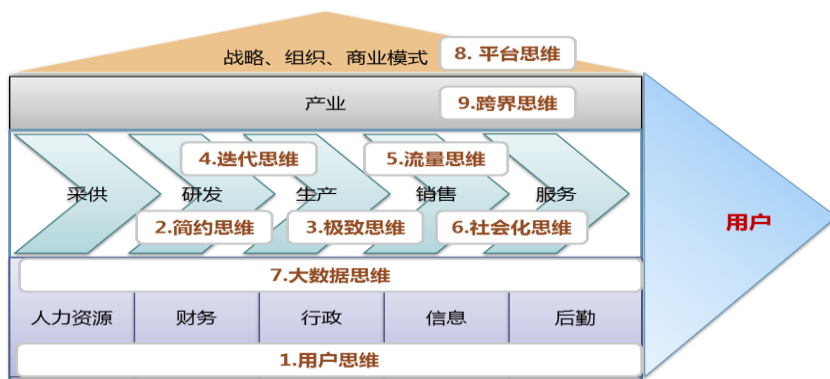 战略、组织、商业模式
8. 平台思维
产业
9.跨界思维
4.迭代思维
5.流量思维
采供
研发
生产
销售
服务
2.简约思维
3.极致思维
6.社会化思维
用户
7.大数据思维
人力资源
财务
行政
信息
后勤
1.用户思维